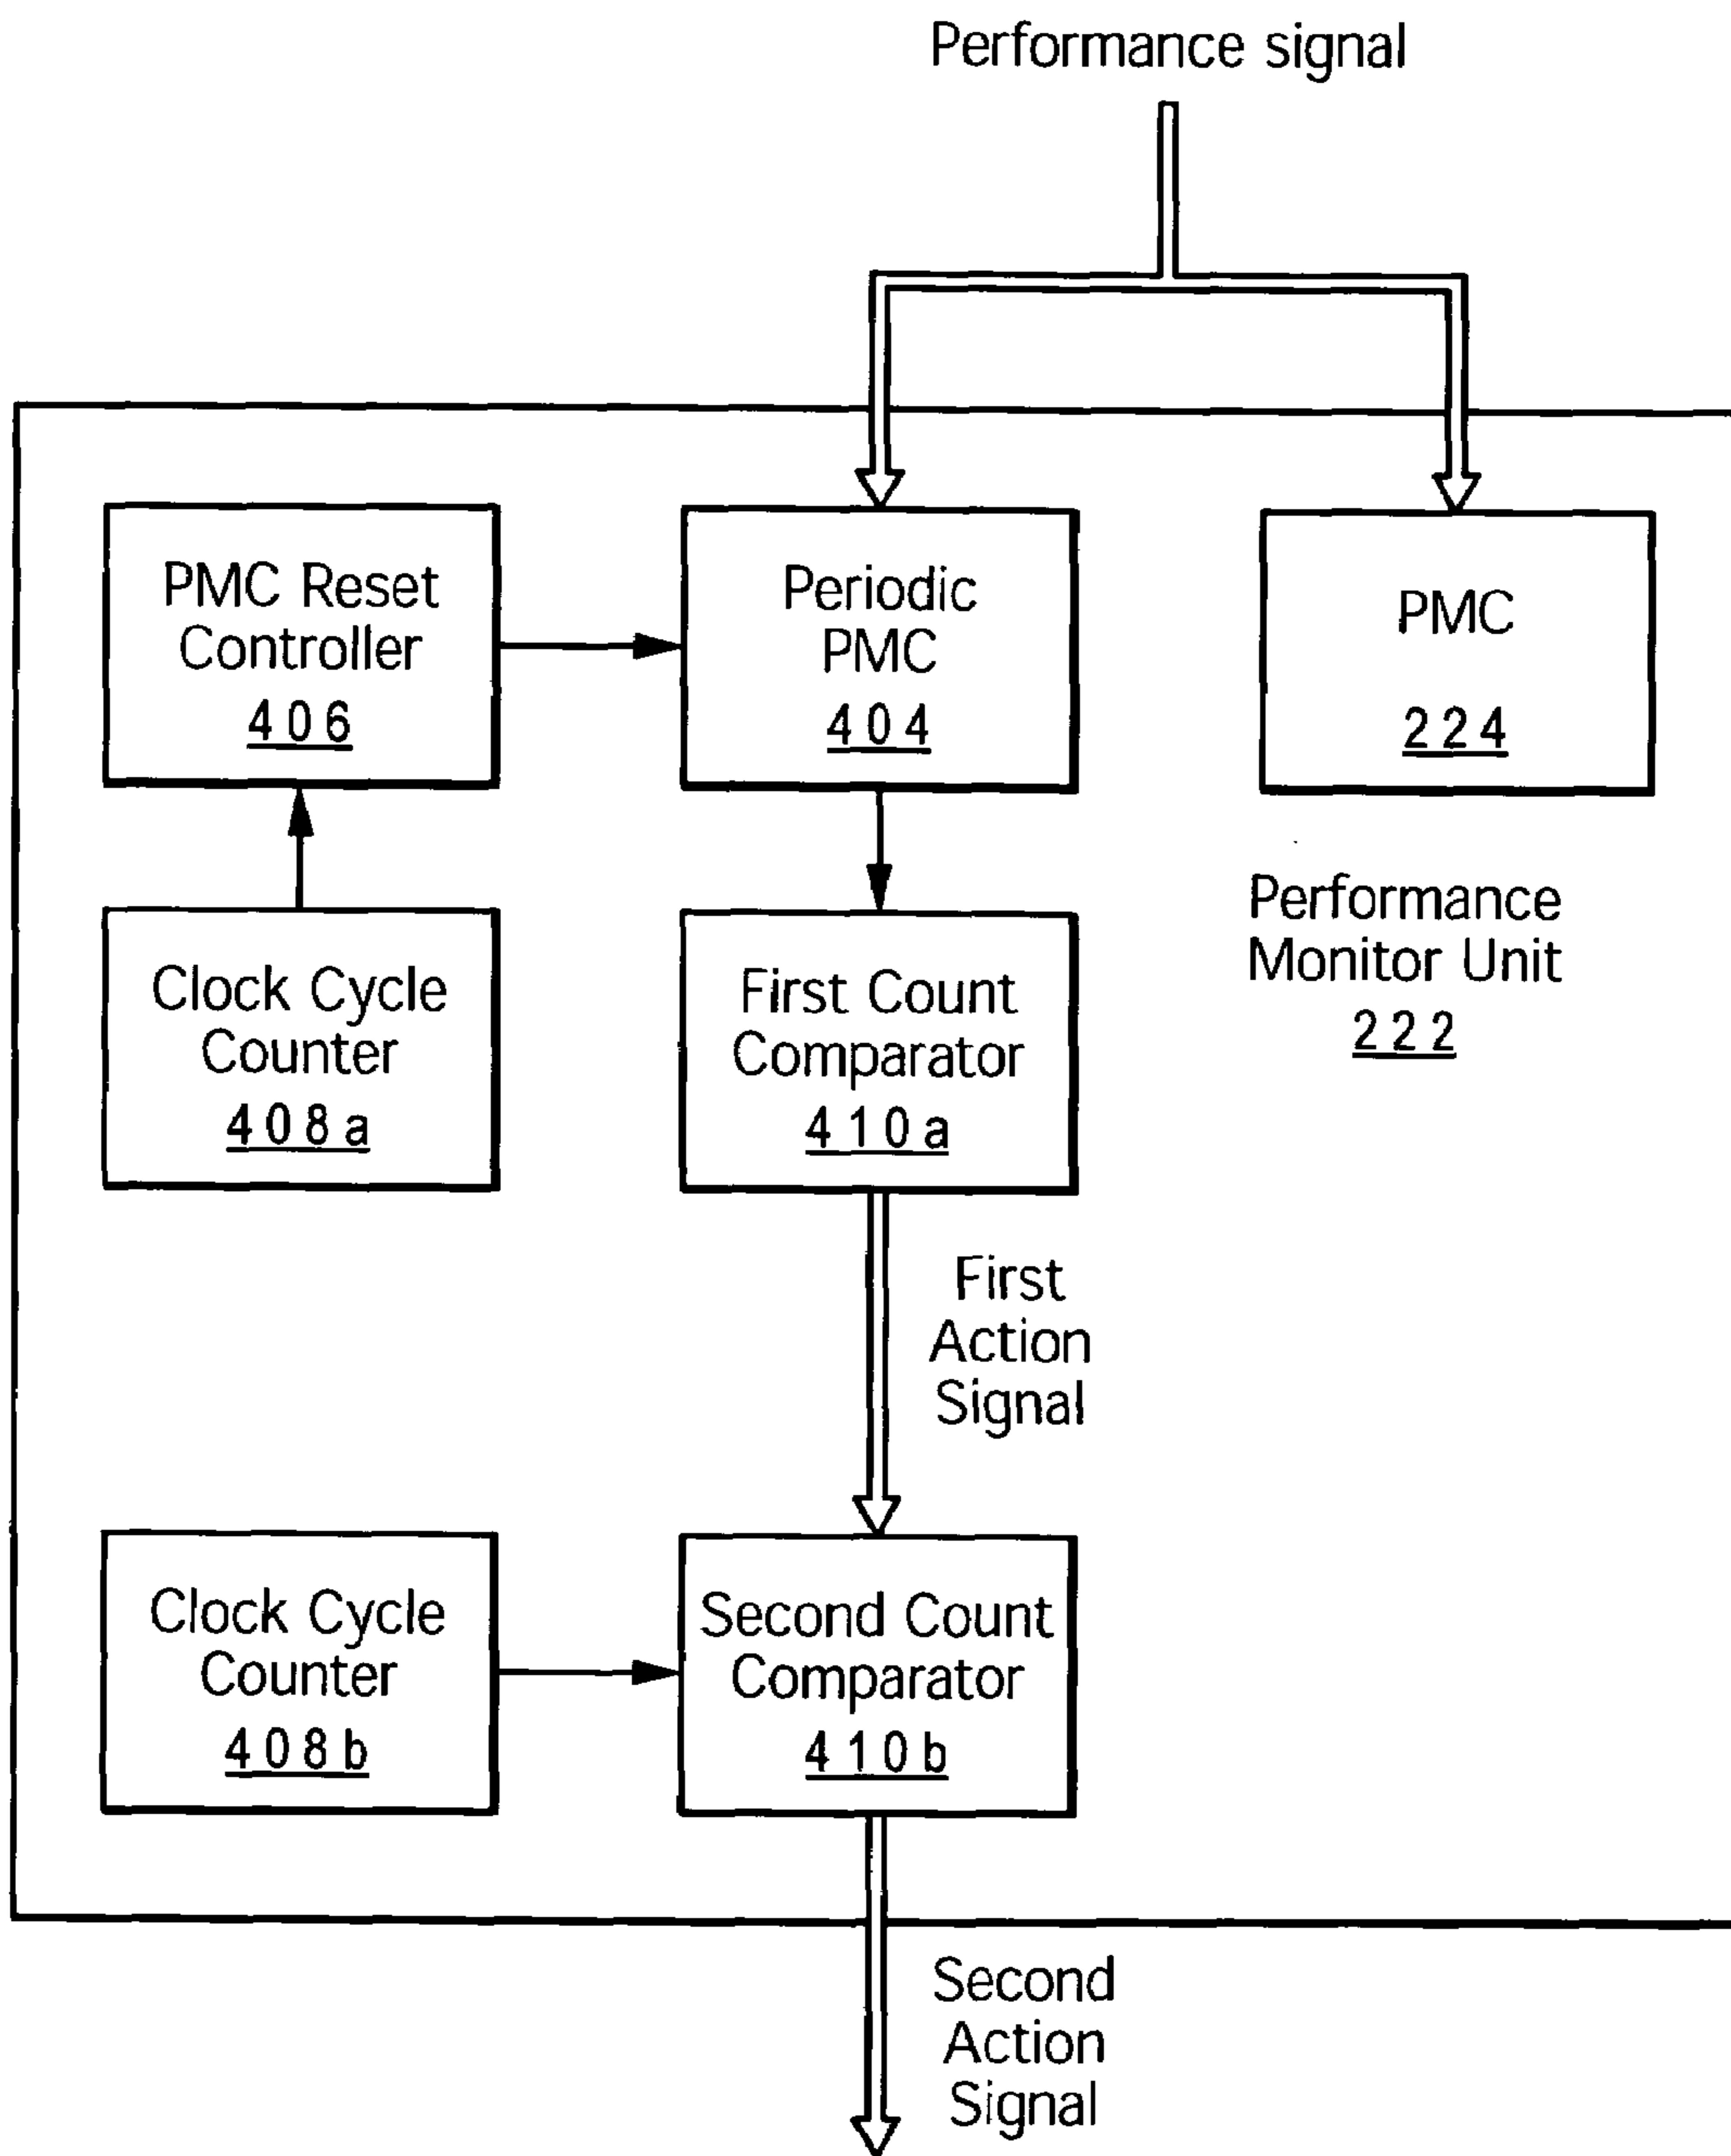 Performance signal
PMC Reset
Controller
406
Periodic
PMC
404
PMC
224
Clock Cycle
Counter
408a
First Count
Comparator
410a
Performance
Monitor Unit
222
First
Action
Signal
Clock Cycle
Counter
408b
Second Count
Comparator
410b
Second
Action
Signal